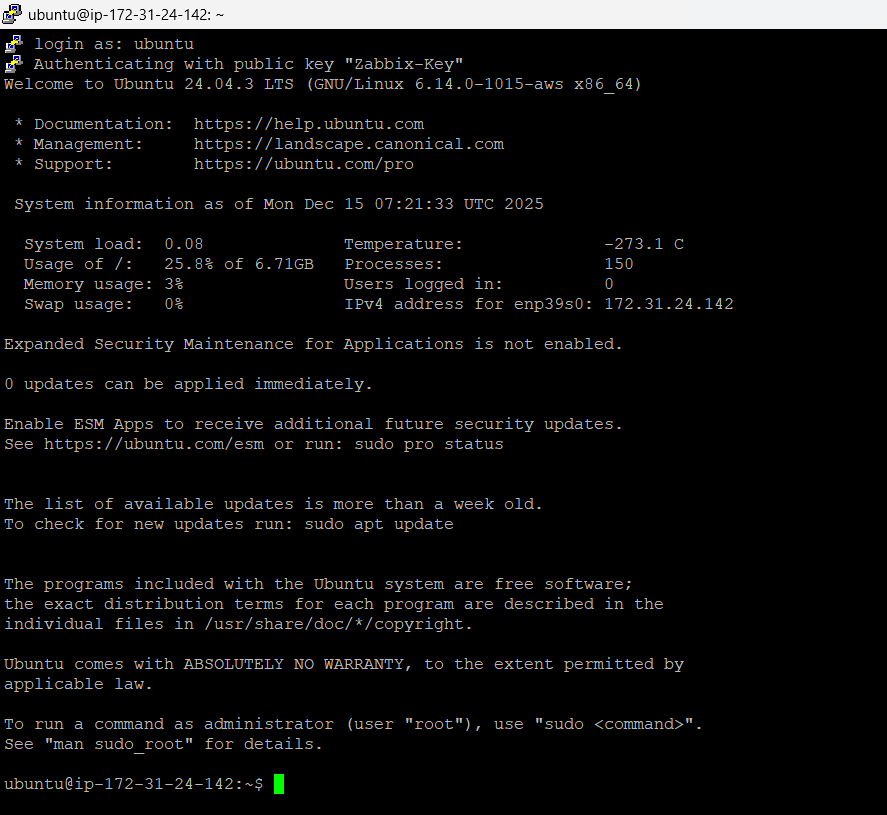 ubuntu@ip-172-31-24-142: ~
login as: ubuntu
Authenticating with public key "Zabbix-Key"
Welcome to Ubuntu 24.04.3 LTS (GNU/Linux 6.14.0-1015-aws x86_64)

 * Documentation:  https://help.ubuntu.com
 * Management:     https://landscape.canonical.com
 * Support:        https://ubuntu.com/pro

 System information as of Mon Dec 15 07:21:33 UTC 2025

  System load:  0.08              Temperature:              -273.1 C
  Usage of /:   25.8% of 6.71GB   Processes:                150
  Memory usage: 3%                Users logged in:          0
  Swap usage:   0%                IPv4 address for enp39s0: 172.31.24.142

Expanded Security Maintenance for Applications is not enabled.

0 updates can be applied immediately.

Enable ESM Apps to receive additional future security updates.
See https://ubuntu.com/esm or run: sudo pro status

The list of available updates is more than a week old.
To check for new updates run: sudo apt update

The programs included with the Ubuntu system are free software;
the exact distribution terms for each program are described in the
individual files in /usr/share/doc/*/copyright.

Ubuntu comes with ABSOLUTELY NO WARRANTY, to the extent permitted by
applicable law.

To run a command as administrator (user "root"), use "sudo <command>".
See "man sudo_root" for details.

ubuntu@ip-172-31-24-142:~$